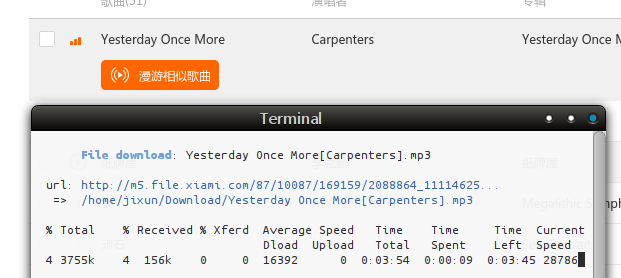 歌曲(51)
演唱者
专辑
Yesterday Once More
Carpenters
Yesterday Once M
漫游相似歌曲
Terminal
File download: Yesterday Once More[Carpenters].mp3
url: http://m5.file.xiami.com/87/10087/169159/2088864_11114625...
=> /home/jixun/Download/Yesterday Once More[Carpenters].mp3
% Total % Received % Xferd Average Speed Time Time Time Current
Dload Upload Total Spent Left Speed
4 3755k 4 156k 0 0 16392 0 0:03:54 0:00:09 0:03:45 28786